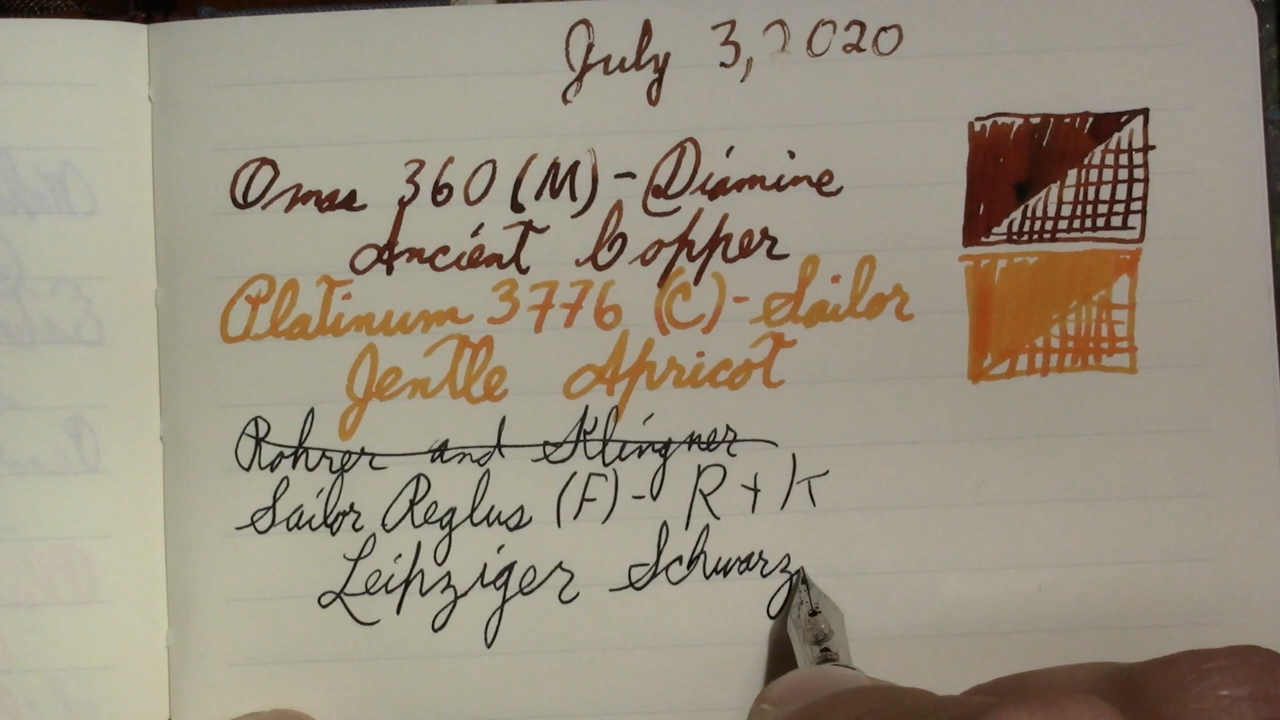 July 3, 2020
Omas 360 (M) - Diamine
Ancient Copper
Platinum 3776 (C) - Sailor
Jentle Apricot
Rohrer and Klingner
Sailor Reglus (F) - R + K
Leipziger Schwarz